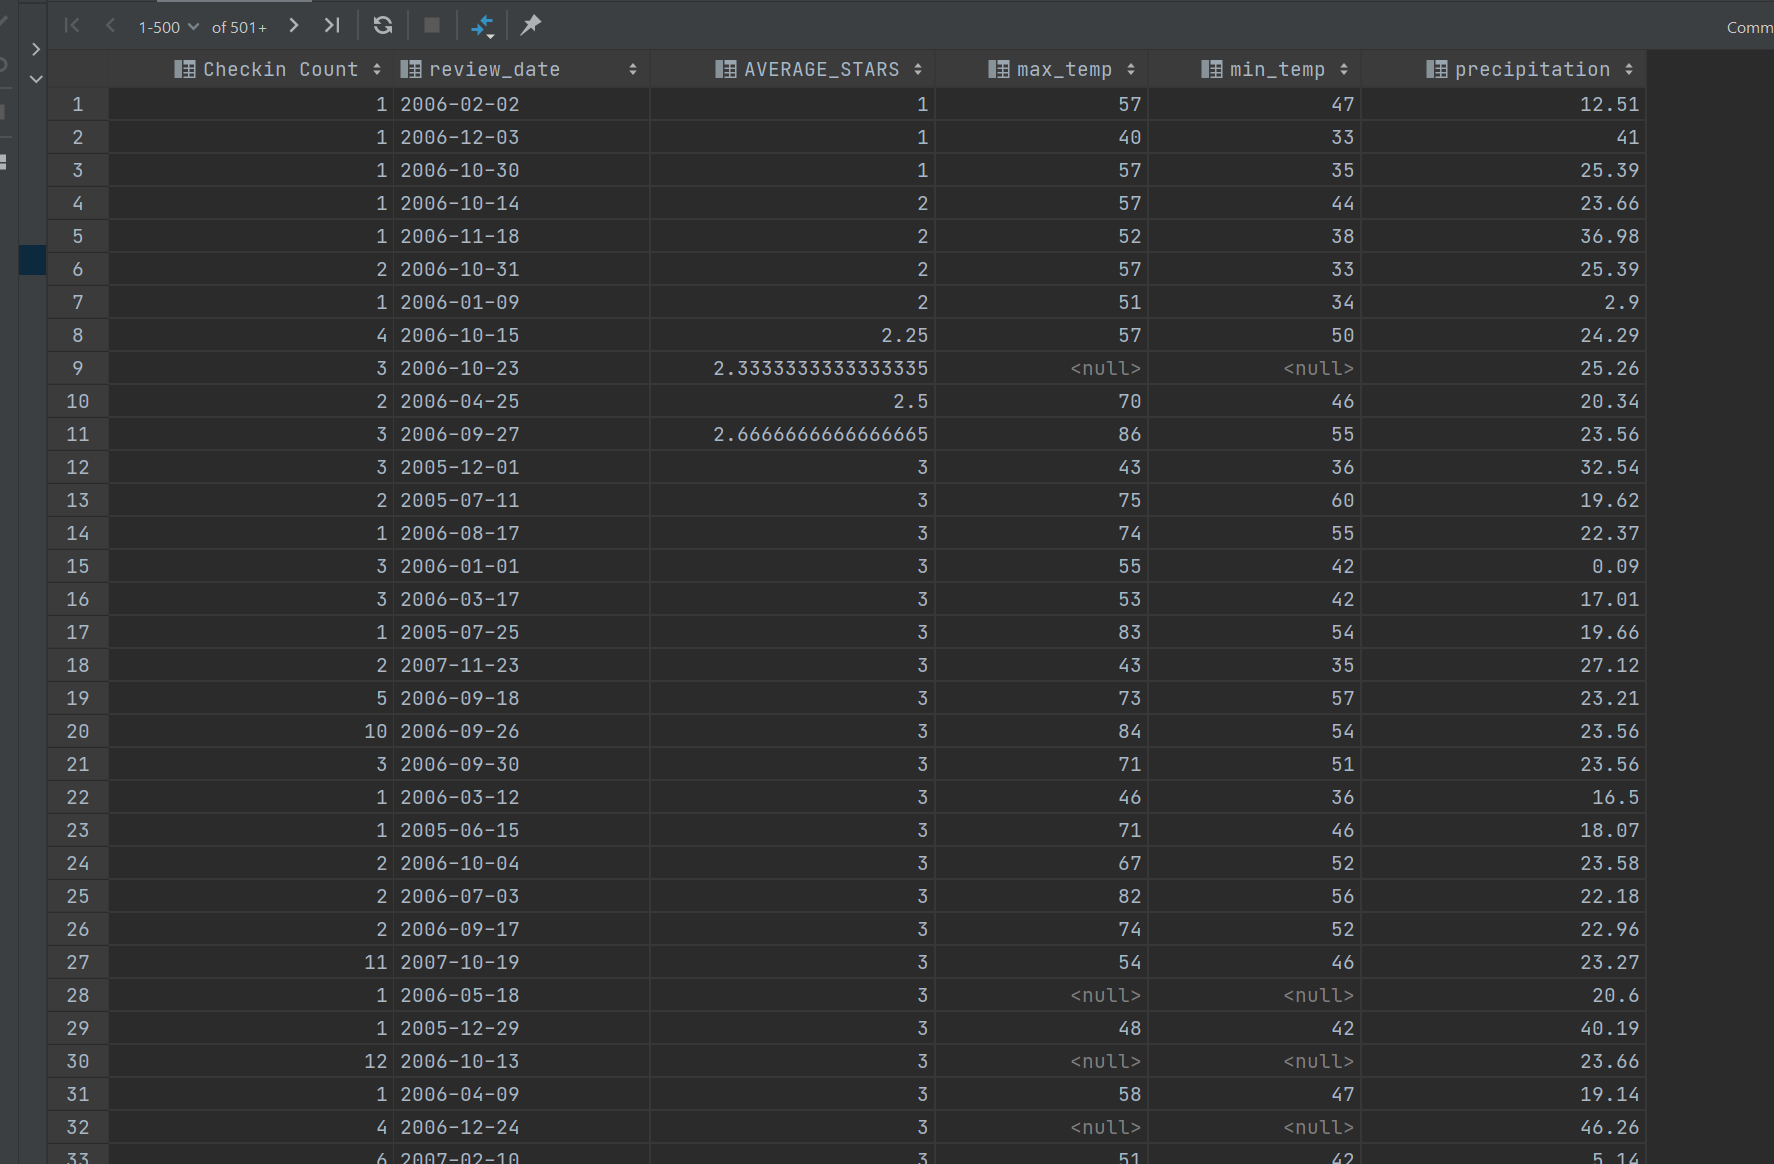 1-500 of 501+ Comm
Checkin Count review_date AVERAGE_STARS max_temp min_temp precipitation
1 1 2006-02-02 1 57 47 12.51
2 1 2006-12-03 1 40 33 41
3 1 2006-10-30 1 57 35 25.39
4 1 2006-10-14 2 57 44 23.66
5 1 2006-11-18 2 52 38 36.98
6 2 2006-10-31 2 57 33 25.39
7 1 2006-01-09 2 51 34 2.9
8 4 2006-10-15 2.25 57 50 24.29
9 3 2006-10-23 2.3333333333333335 <null> <null> 25.26
10 2 2006-04-25 2.5 70 46 20.34
11 3 2006-09-27 2.6666666666666665 86 55 23.56
12 3 2005-12-01 3 43 36 32.54
13 2 2005-07-11 3 75 60 19.62
14 1 2006-08-17 3 74 55 22.37
15 3 2006-01-01 3 55 42 0.09
16 3 2006-03-17 3 53 42 17.01
17 1 2005-07-25 3 83 54 19.66
18 2 2007-11-23 3 43 35 27.12
19 5 2006-09-18 3 73 57 23.21
20 10 2006-09-26 3 84 54 23.56
21 3 2006-09-30 3 71 51 23.56
22 1 2006-03-12 3 46 36 16.5
23 1 2005-06-15 3 71 46 18.07
24 2 2006-10-04 3 67 52 23.58
25 2 2006-07-03 3 82 56 22.18
26 2 2006-09-17 3 74 52 22.96
27 11 2007-10-19 3 54 46 23.27
28 1 2006-05-18 3 <null> <null> 20.6
29 1 2005-12-29 3 48 42 40.19
30 12 2006-10-13 3 <null> <null> 23.66
31 1 2006-04-09 3 58 47 19.14
32 4 2006-12-24 3 <null> <null> 46.26
33 6 2007-02-10 3 51 42 5.14